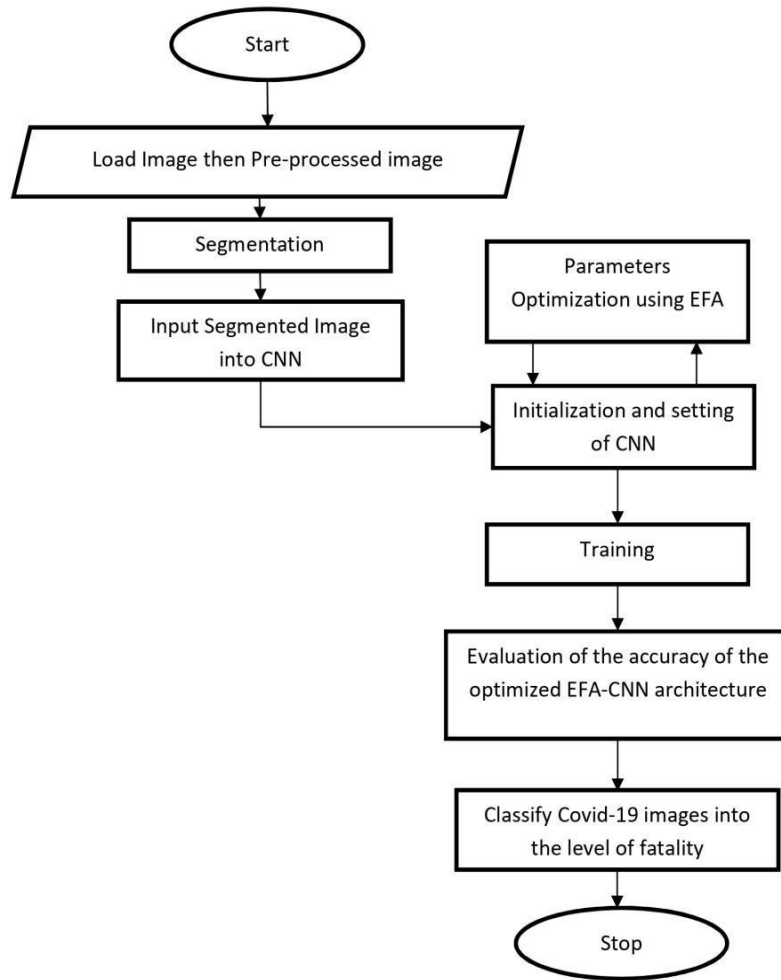 Start
Load Image then Pre-processed image
Segmentation
Input Segmented Image
into CNN
Parameters
Optimization using EFA
Initialization and setting
of CNN
Training
Evaluation of the accuracy of the
optimized EFA-CNN architecture
Classify Covid-19 images into
the level of fatality
Stop